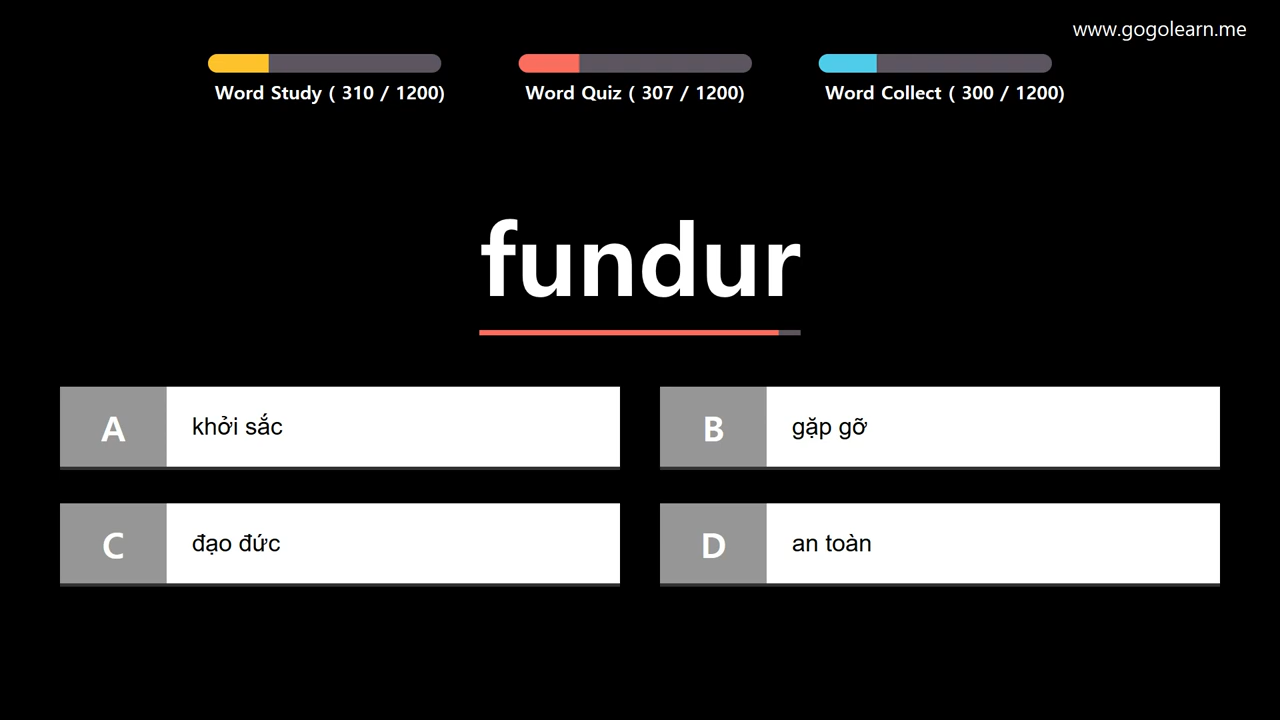 www.gogolearn.me
Word Study ( 310 / 1200)
Word Quiz ( 307 / 1200)
Word Collect ( 300 / 1200)
fundur
A
khởi sắc
B
gặp gỡ
C
đạo đức
D
an toàn